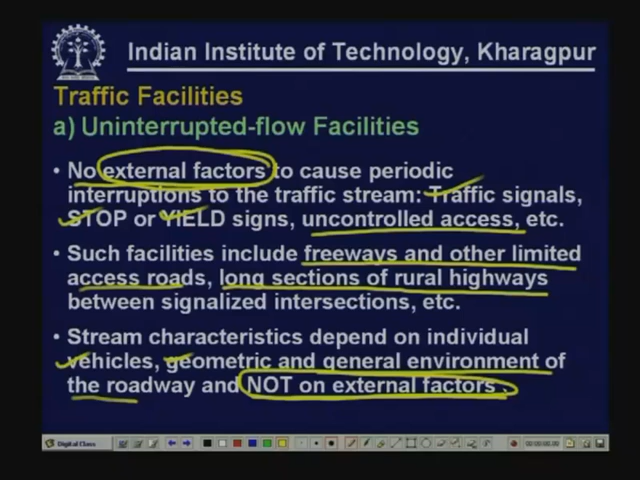 Indian Institute of Technology, Kharagpur
Traffic Facilities
a) Uninterrupted-flow Facilities
• No external factors to cause periodic
interruptions to the traffic stream: Traffic signals,
STOP or YIELD signs, uncontrolled access, etc.
• Such facilities include freeways and other limited
access roads, long sections of rural highways
between signalized intersections, etc.
• Stream characteristics depend on individual
vehicles, geometric and general environment of
the roadway and NOT on external factors.
Digital Class